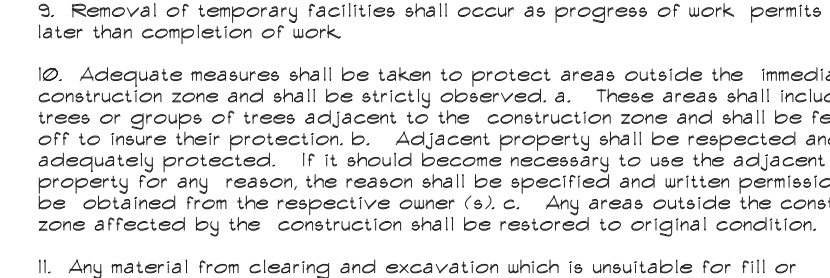 9. Removal of temporary facilities shall occur as progress of work permits
later than completion of work.
10. Adequate measures shall be taken to protect areas outside the
construction zone and shall be strictly observed. a. These areas shall
trees or groups of trees adjacent to the construction zone and shall be
off to insure their protection. b. Adjacent property shall be respected
adequately protected. If it should become necessary to use the adjacent
property for any reason, the reason shall be specified and written
be obtained from the respective owner (s). c. Any areas outside the
zone affected by the construction shall be restored to original condition.
11. Any material from clearing and excavation which is unsuitable for fill or